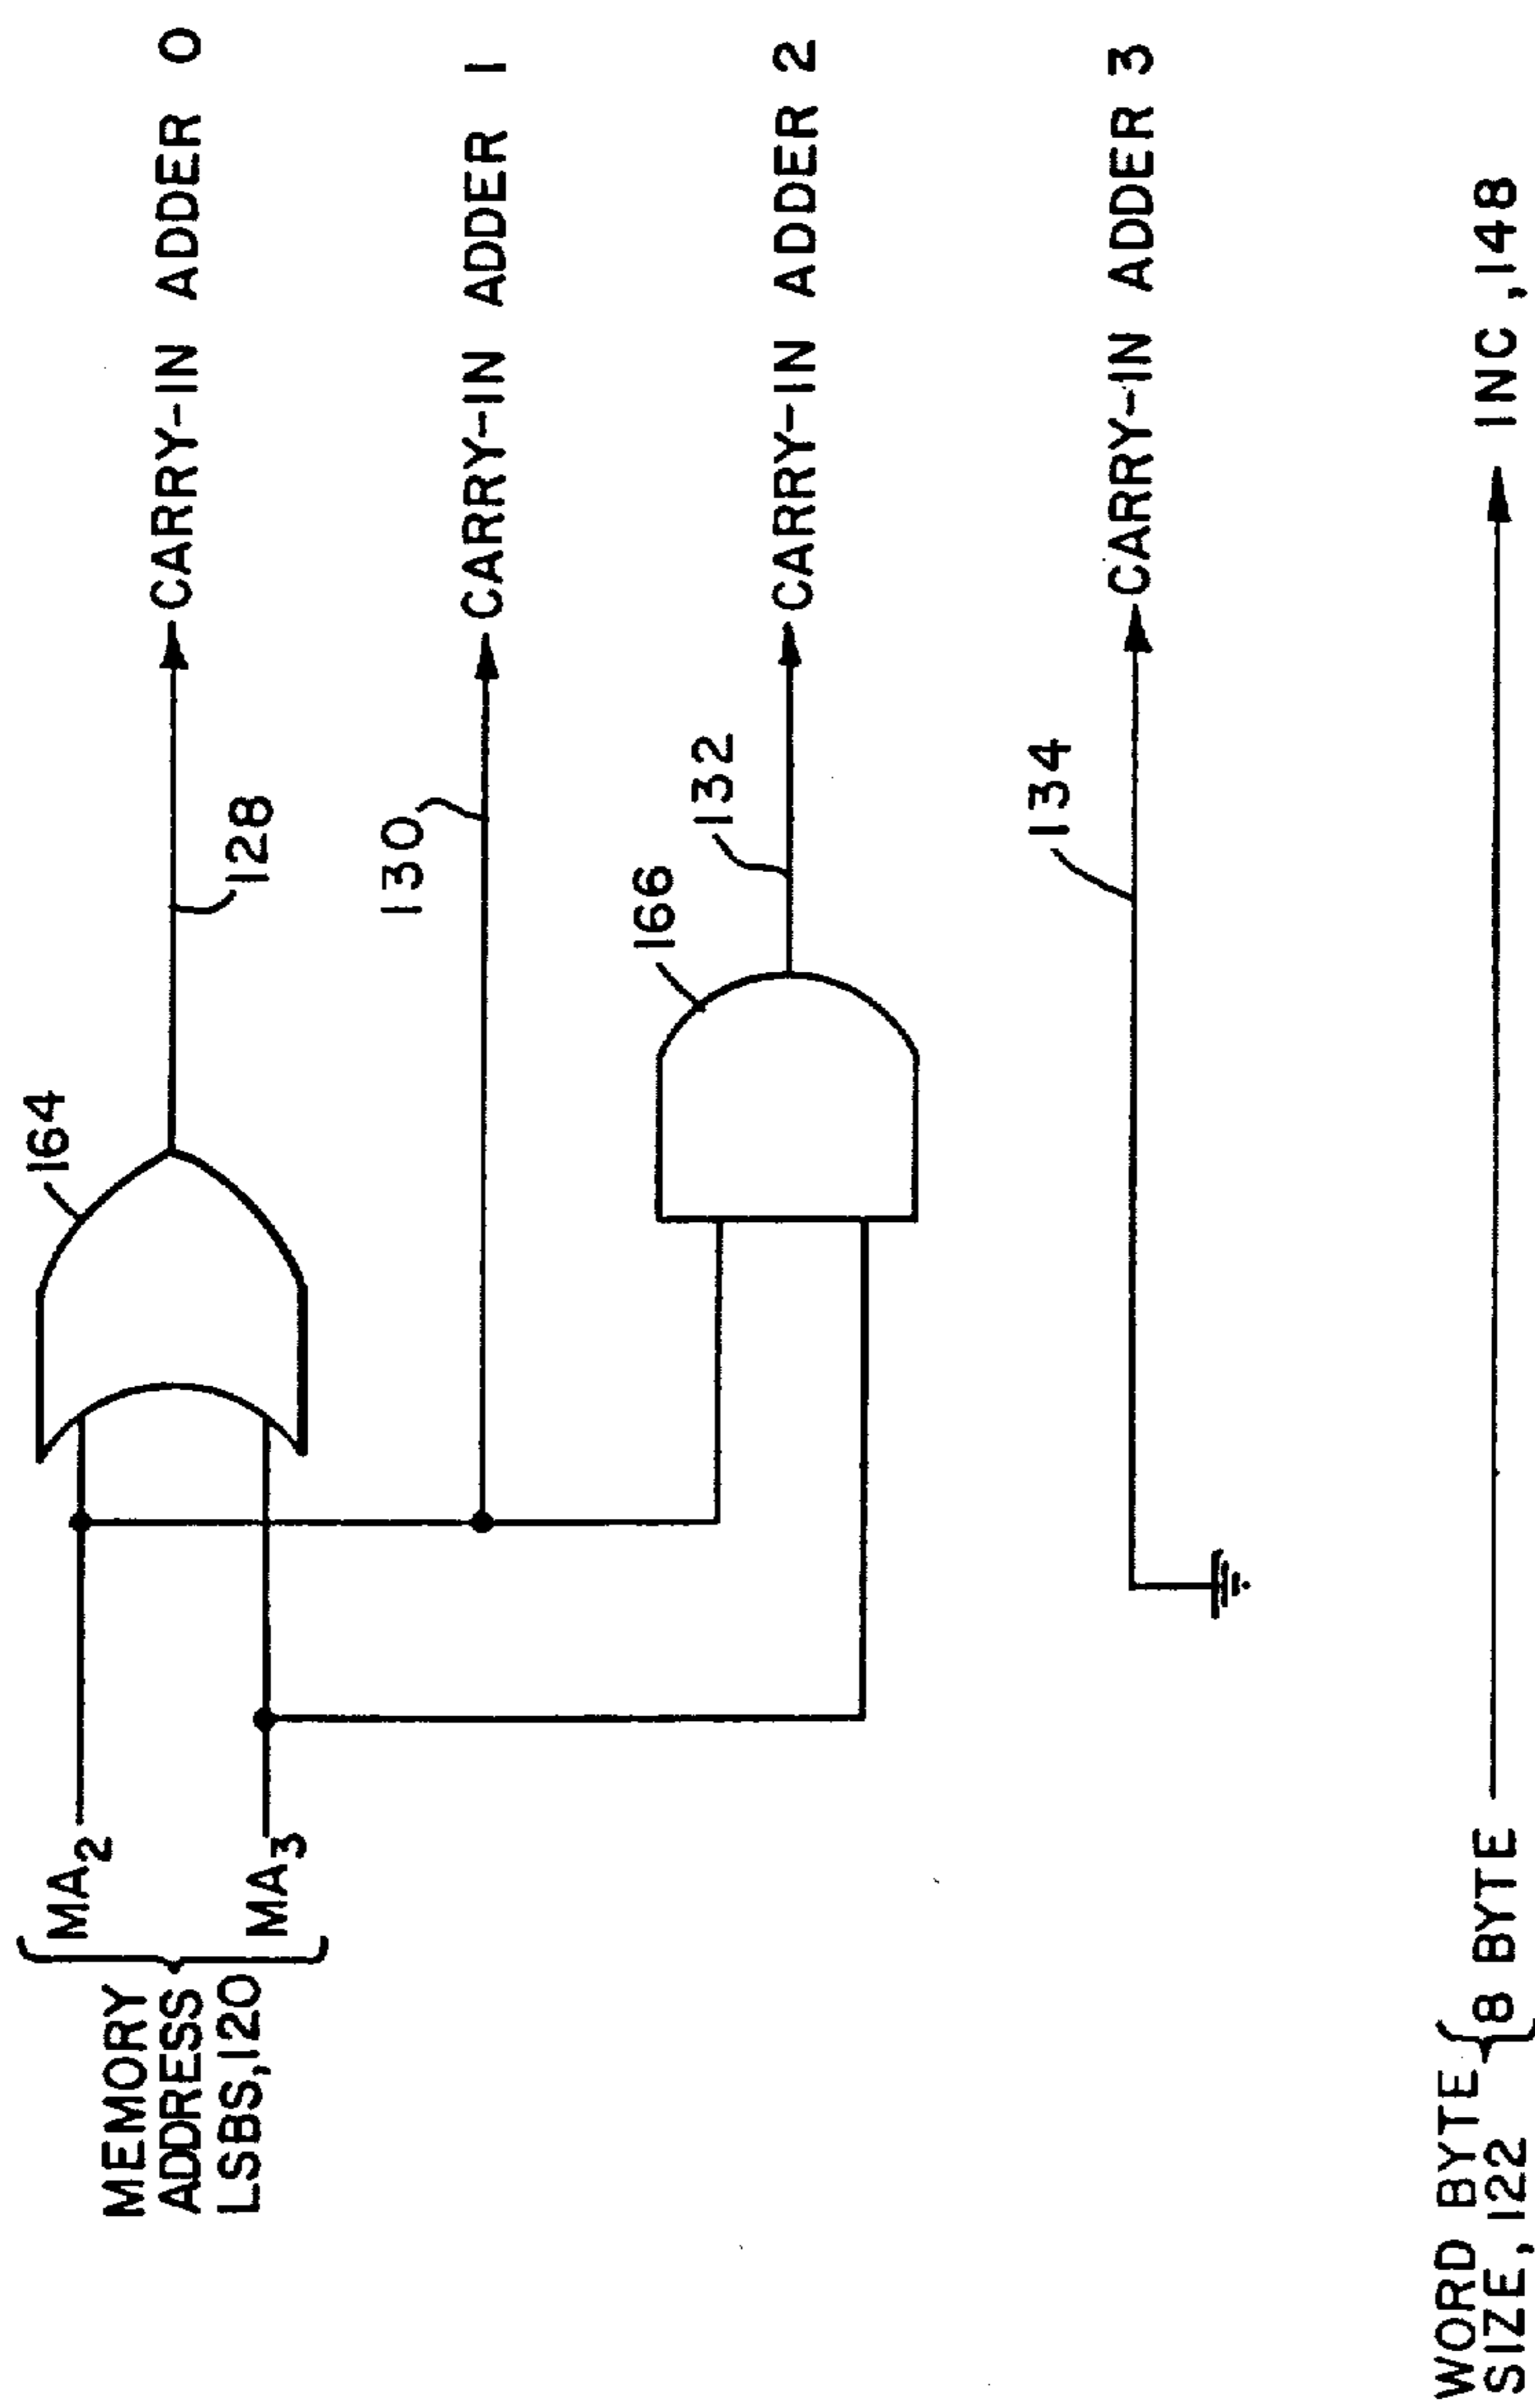 MEMORY
ADDRESS
LSBS,120
MA2
MA3
164
128
CARRY-IN ADDER 0
130
CARRY-IN ADDER 1
166
132
CARRY-IN ADDER 2
134
CARRY-IN ADDER 3
WORD BYTE
SIZE,122
8 BYTE
INC,148